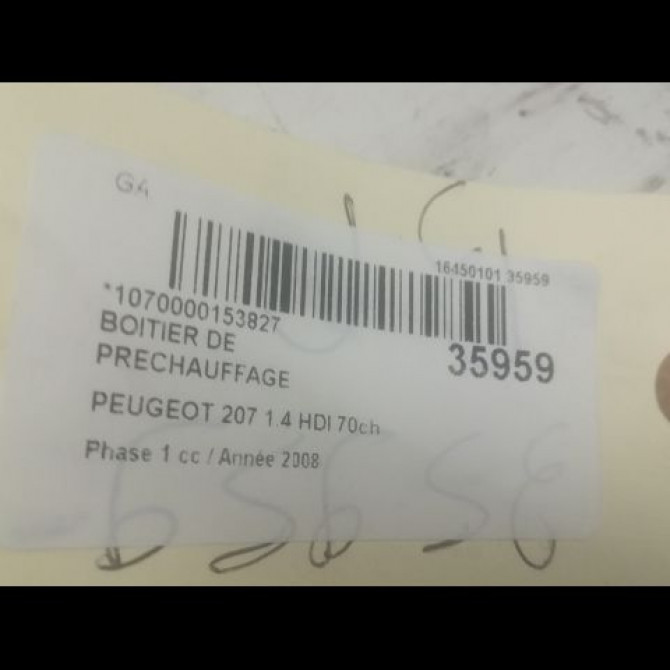 G4
16450101 35959
*1070000153827
35959
BOITIER DE
PRECHAUFFAGE
PEUGEOT 207 1.4 HDI 70ch
Phase 1 cc / Année 2008